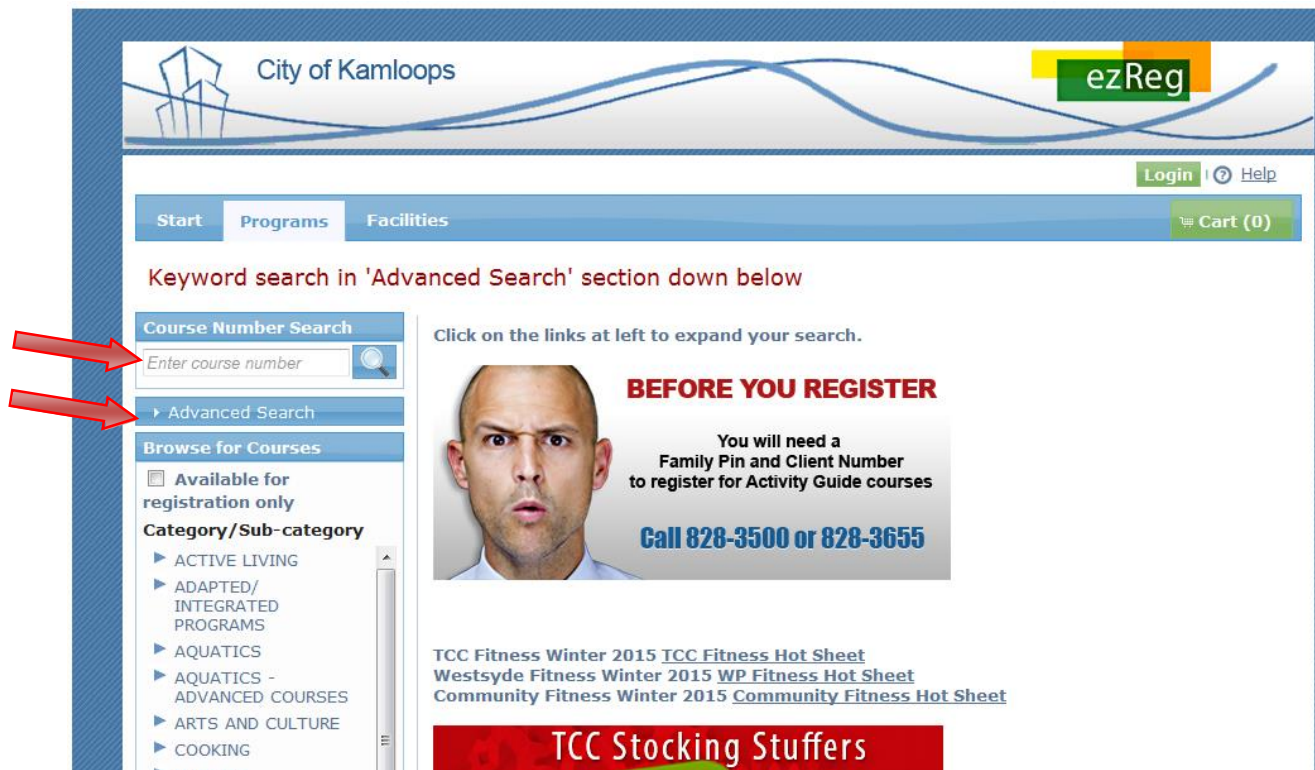 City of Kamloops
ezReg
Login | Help
Start Programs Facilities Cart (0)
Keyword search in 'Advanced Search' section down below
Course Number Search
Enter course number
Advanced Search
Browse for Courses
Available for
registration only
Category/Sub-category
ACTIVE LIVING
ADAPTED/
INTEGRATED
PROGRAMS
AQUATICS
AQUATICS -
ADVANCED COURSES
ARTS AND CULTURE
COOKING
Click on the links at left to expand your search.
BEFORE YOU REGISTER
You will need a
Family Pin and Client Number
to register for Activity Guide courses
Call 828-3500 or 828-3655
TCC Fitness Winter 2015 TCC Fitness Hot Sheet
Westsyde Fitness Winter 2015 WP Fitness Hot Sheet
Community Fitness Winter 2015 Community Fitness Hot Sheet
TCC Stocking Stuffers